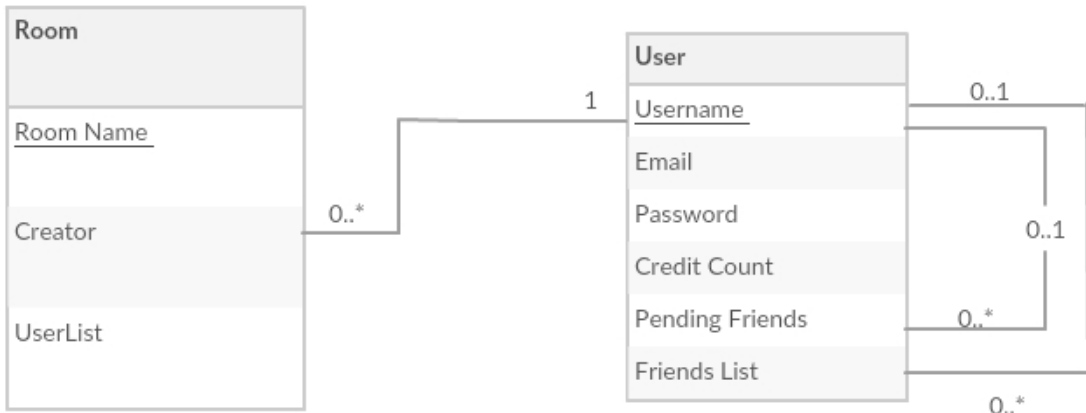 Room
Room Name
Creator
UserList
0..*
1
User
Username
Email
Password
Credit Count
Pending Friends
Friends List
0..1
0..1
0..*
0..*